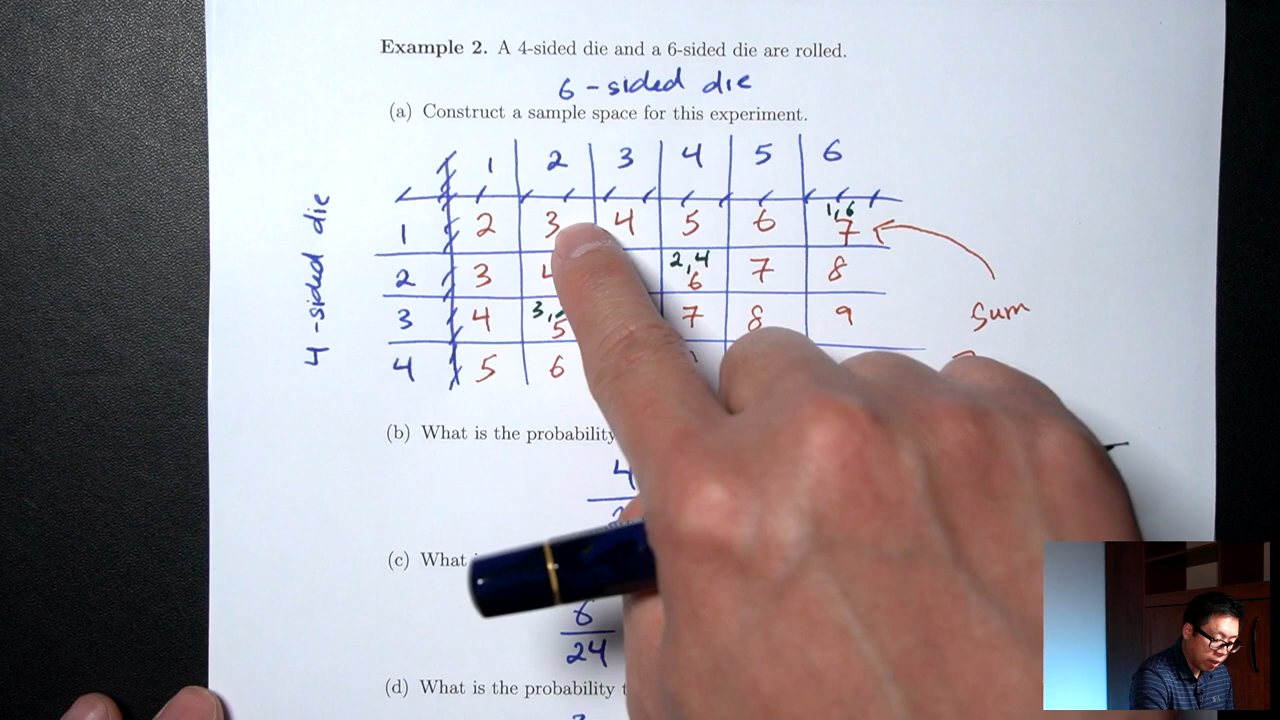 Example 2. A 4-sided die and a 6-sided die are rolled.
6-sided die
(a) Construct a sample space for this experiment.
4-sided die
1 2 3 4 5 6
1 2 3 4 5 6 1,6 7
2 3 2,4 6 7 8
3 4 5 7 8 9
4 5 6
Sum
(b) What is the probability
4
(c) What
6
24
(d) What is the probability